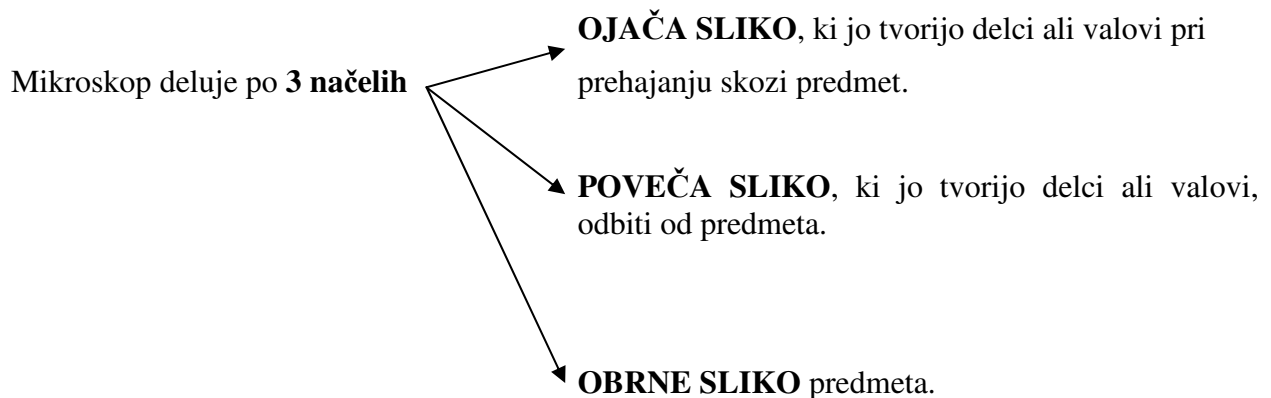 OJAČA SLIKO, ki jo tvorijo delci ali valovi pri
Mikroskop deluje po 3 načelih
prehajanju skozi predmet.
POVEČA SLIKO, ki jo tvorijo delci ali valovi,
odbiti od predmeta.
OBRNE SLIKO predmeta.